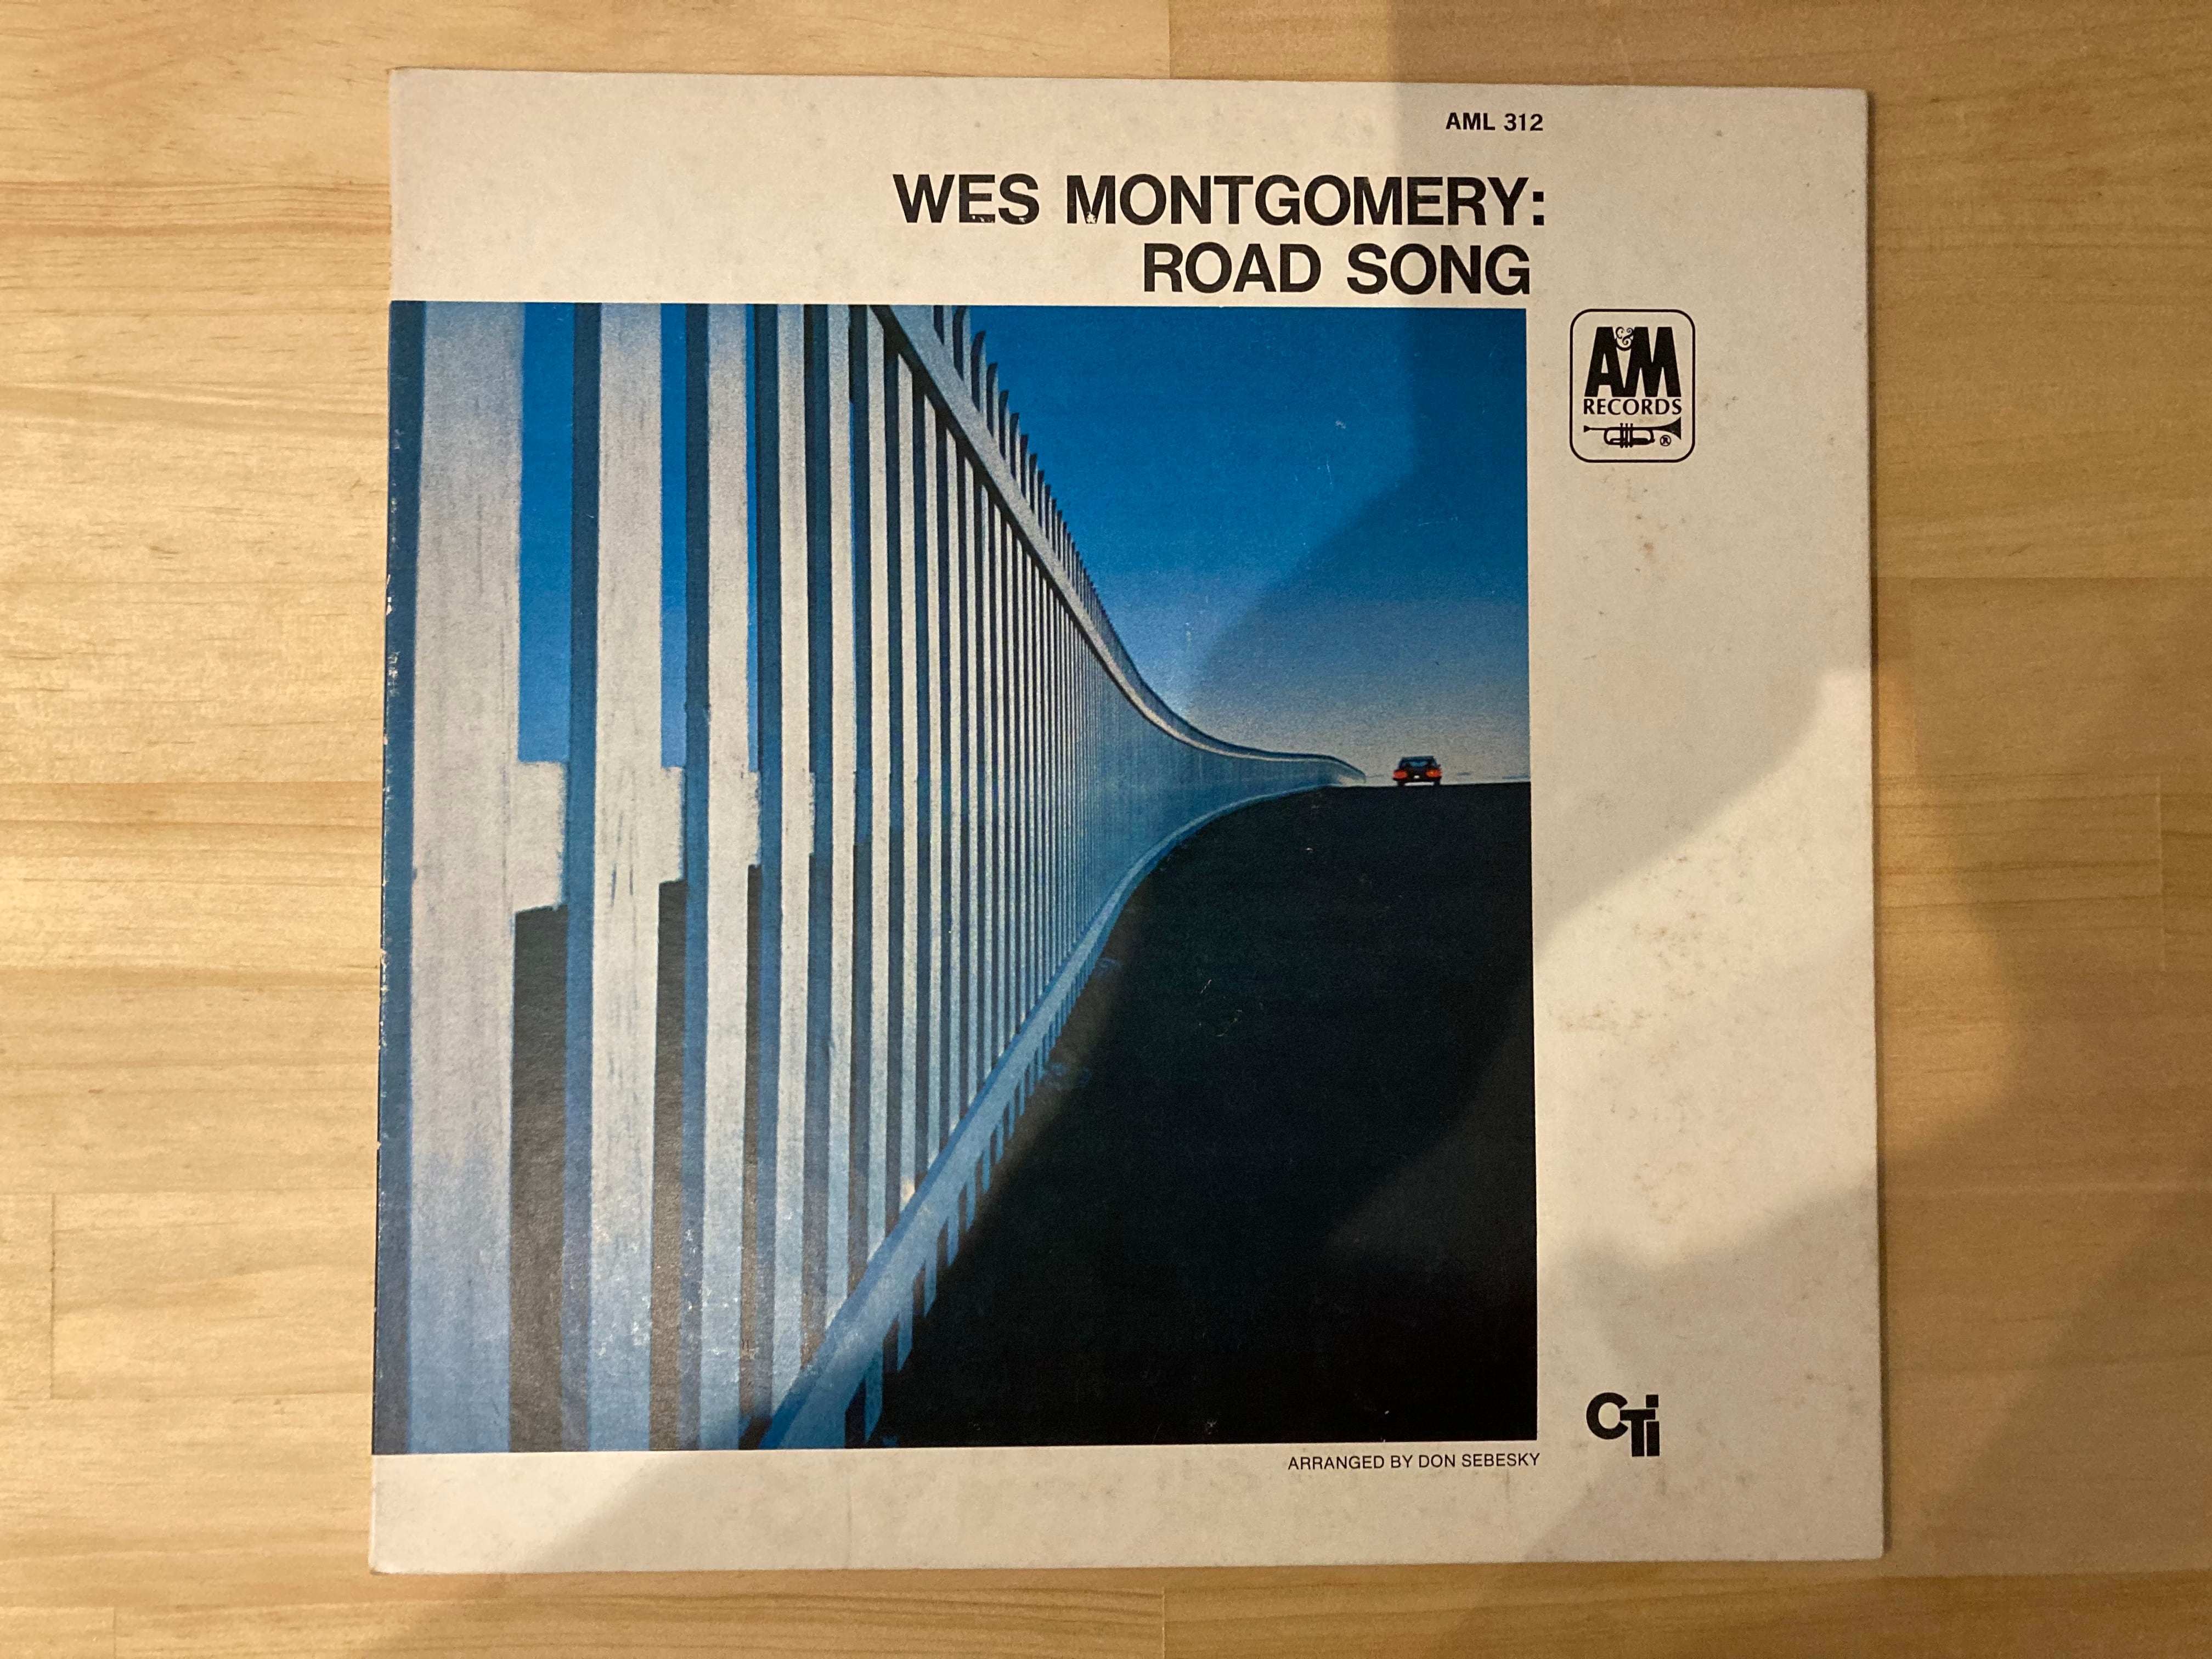 AML 312
WES MONTGOMERY:
ROAD SONG
A&M
RECORDS
®
ARRANGED BY DON SEBESKY
CTi